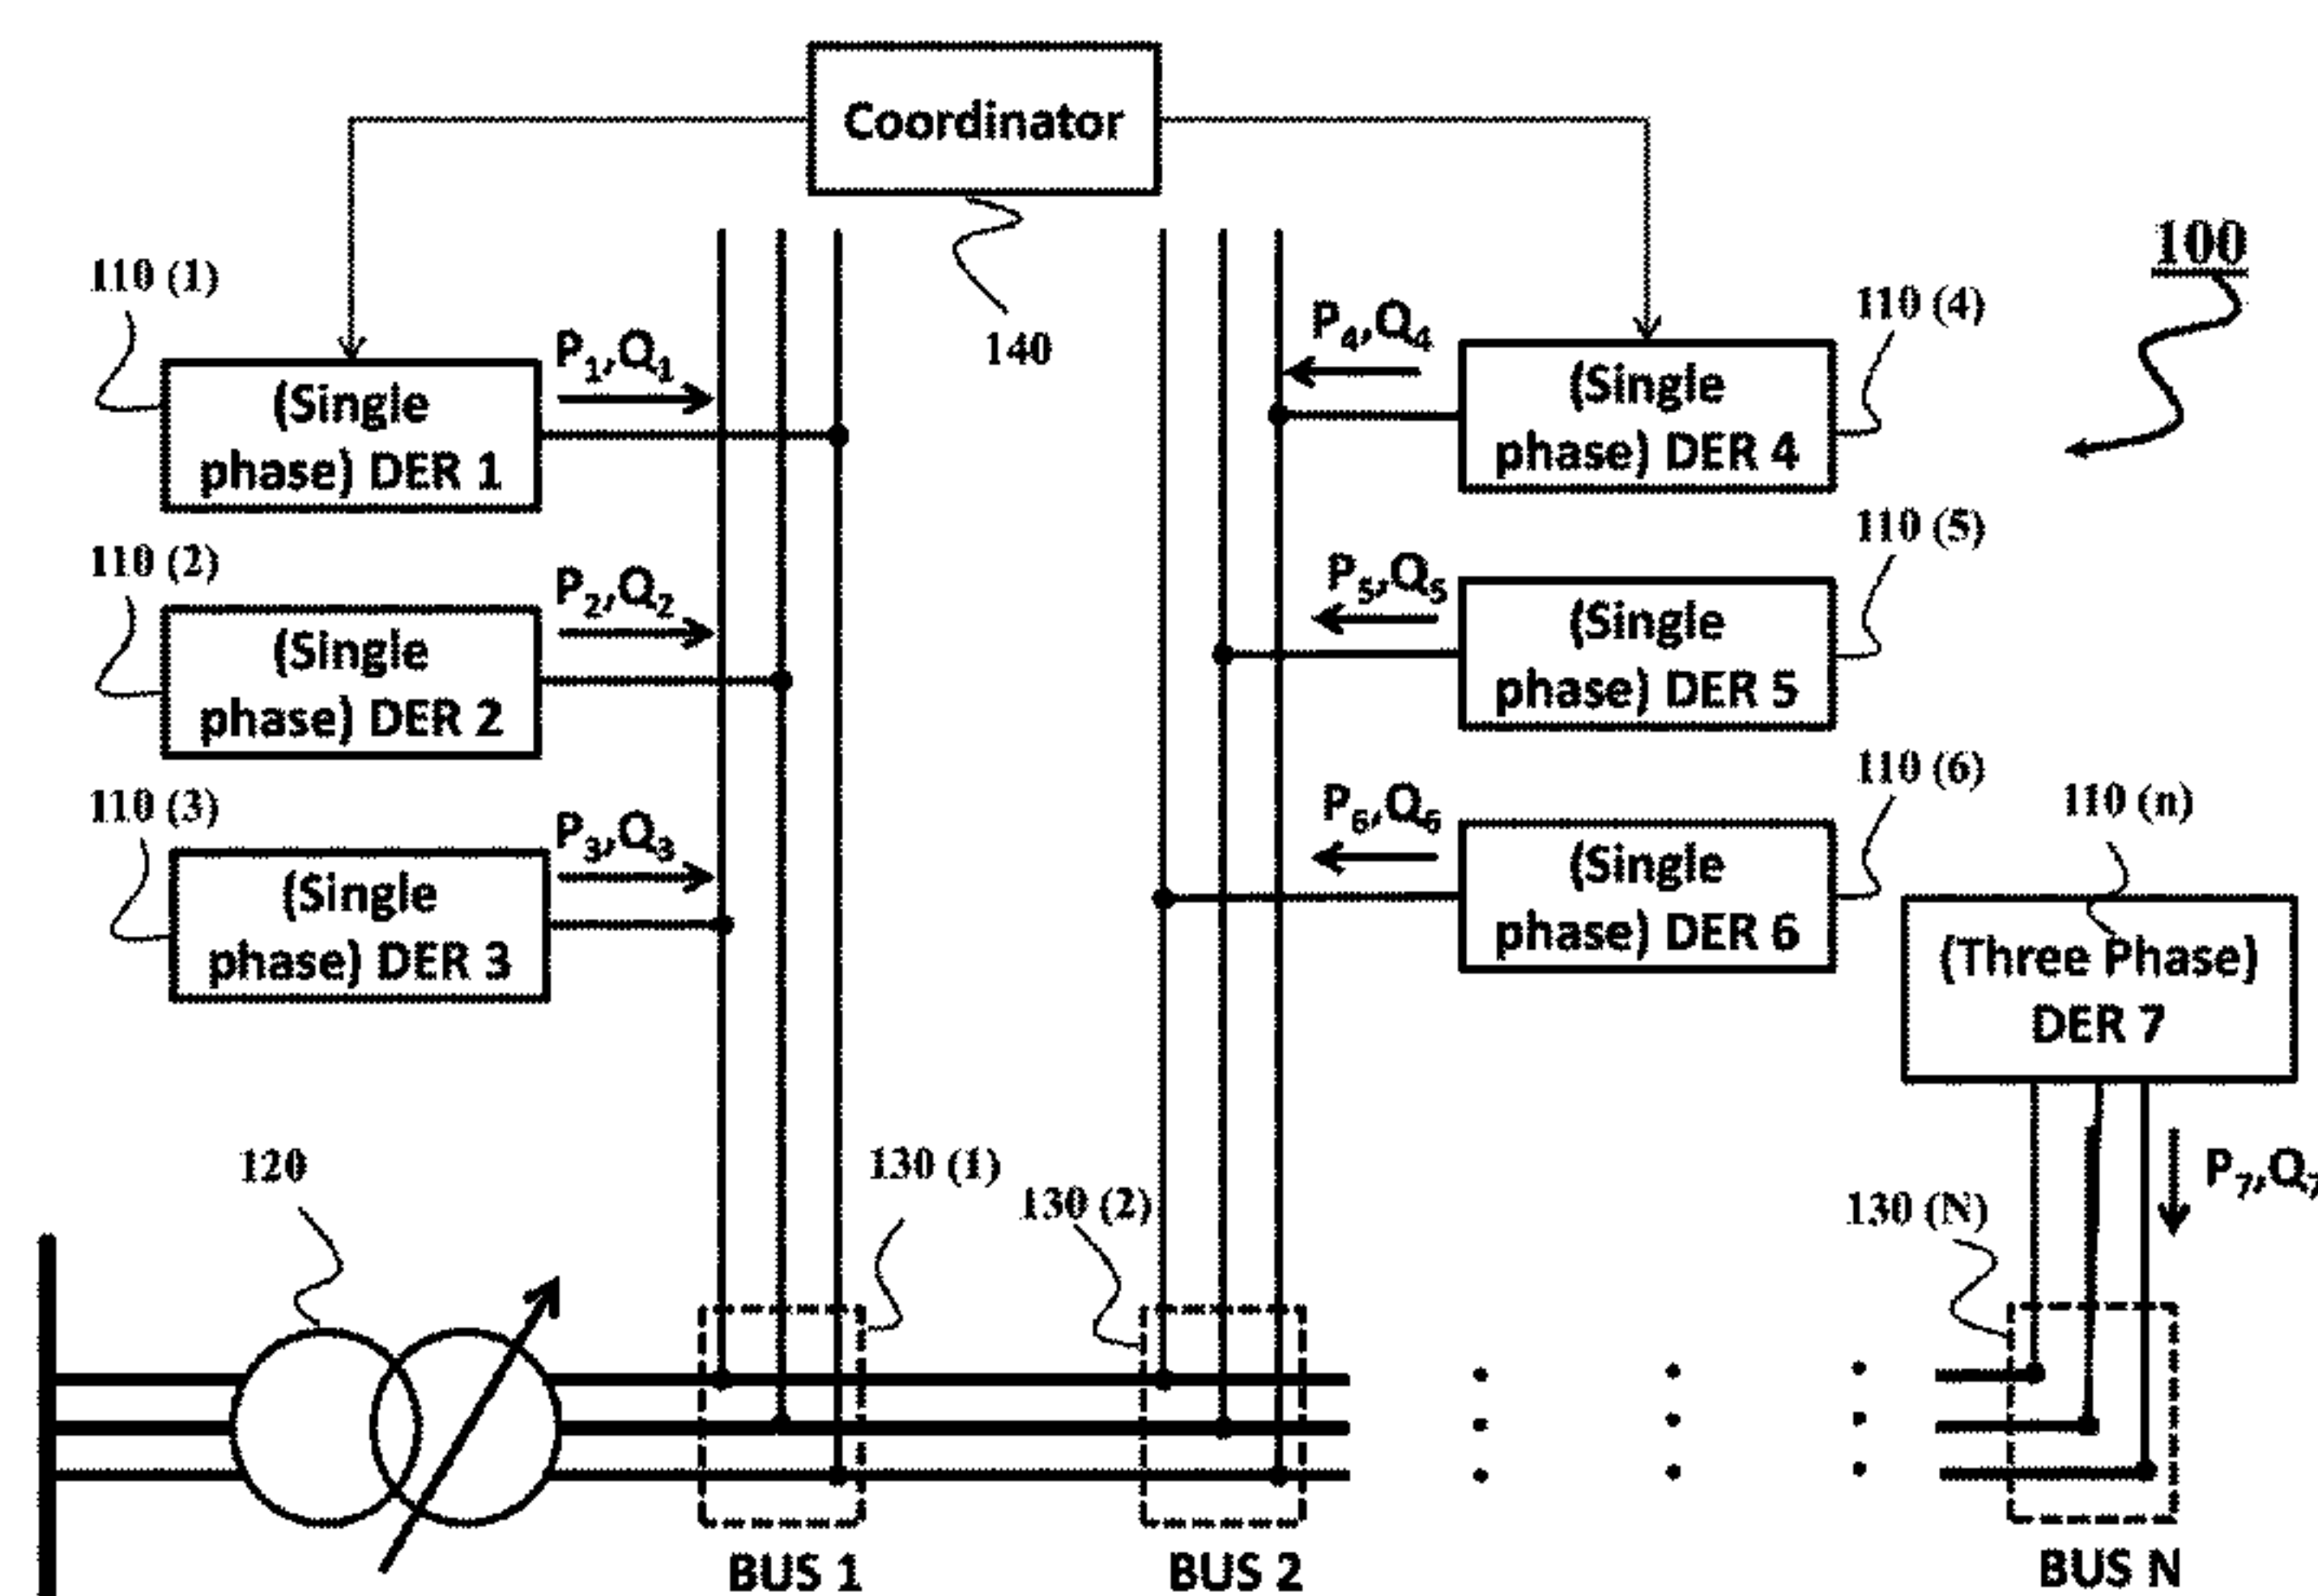 Coordinator
100
110 (1)
P1,Q1
140
P4,Q4
110 (4)
(Single
phase) DER 1
(Single
phase) DER 4
110 (2)
P2,Q2
P5,Q5
110 (5)
(Single
phase) DER 2
(Single
phase) DER 5
110 (3)
P3,Q3
P6,Q6
110 (6)
110 (n)
(Single
phase) DER 3
(Single
phase) DER 6
(Three Phase)
DER 7
120
130 (1)
130 (2)
130 (N)
P7,Q7
BUS 1
BUS 2
BUS N